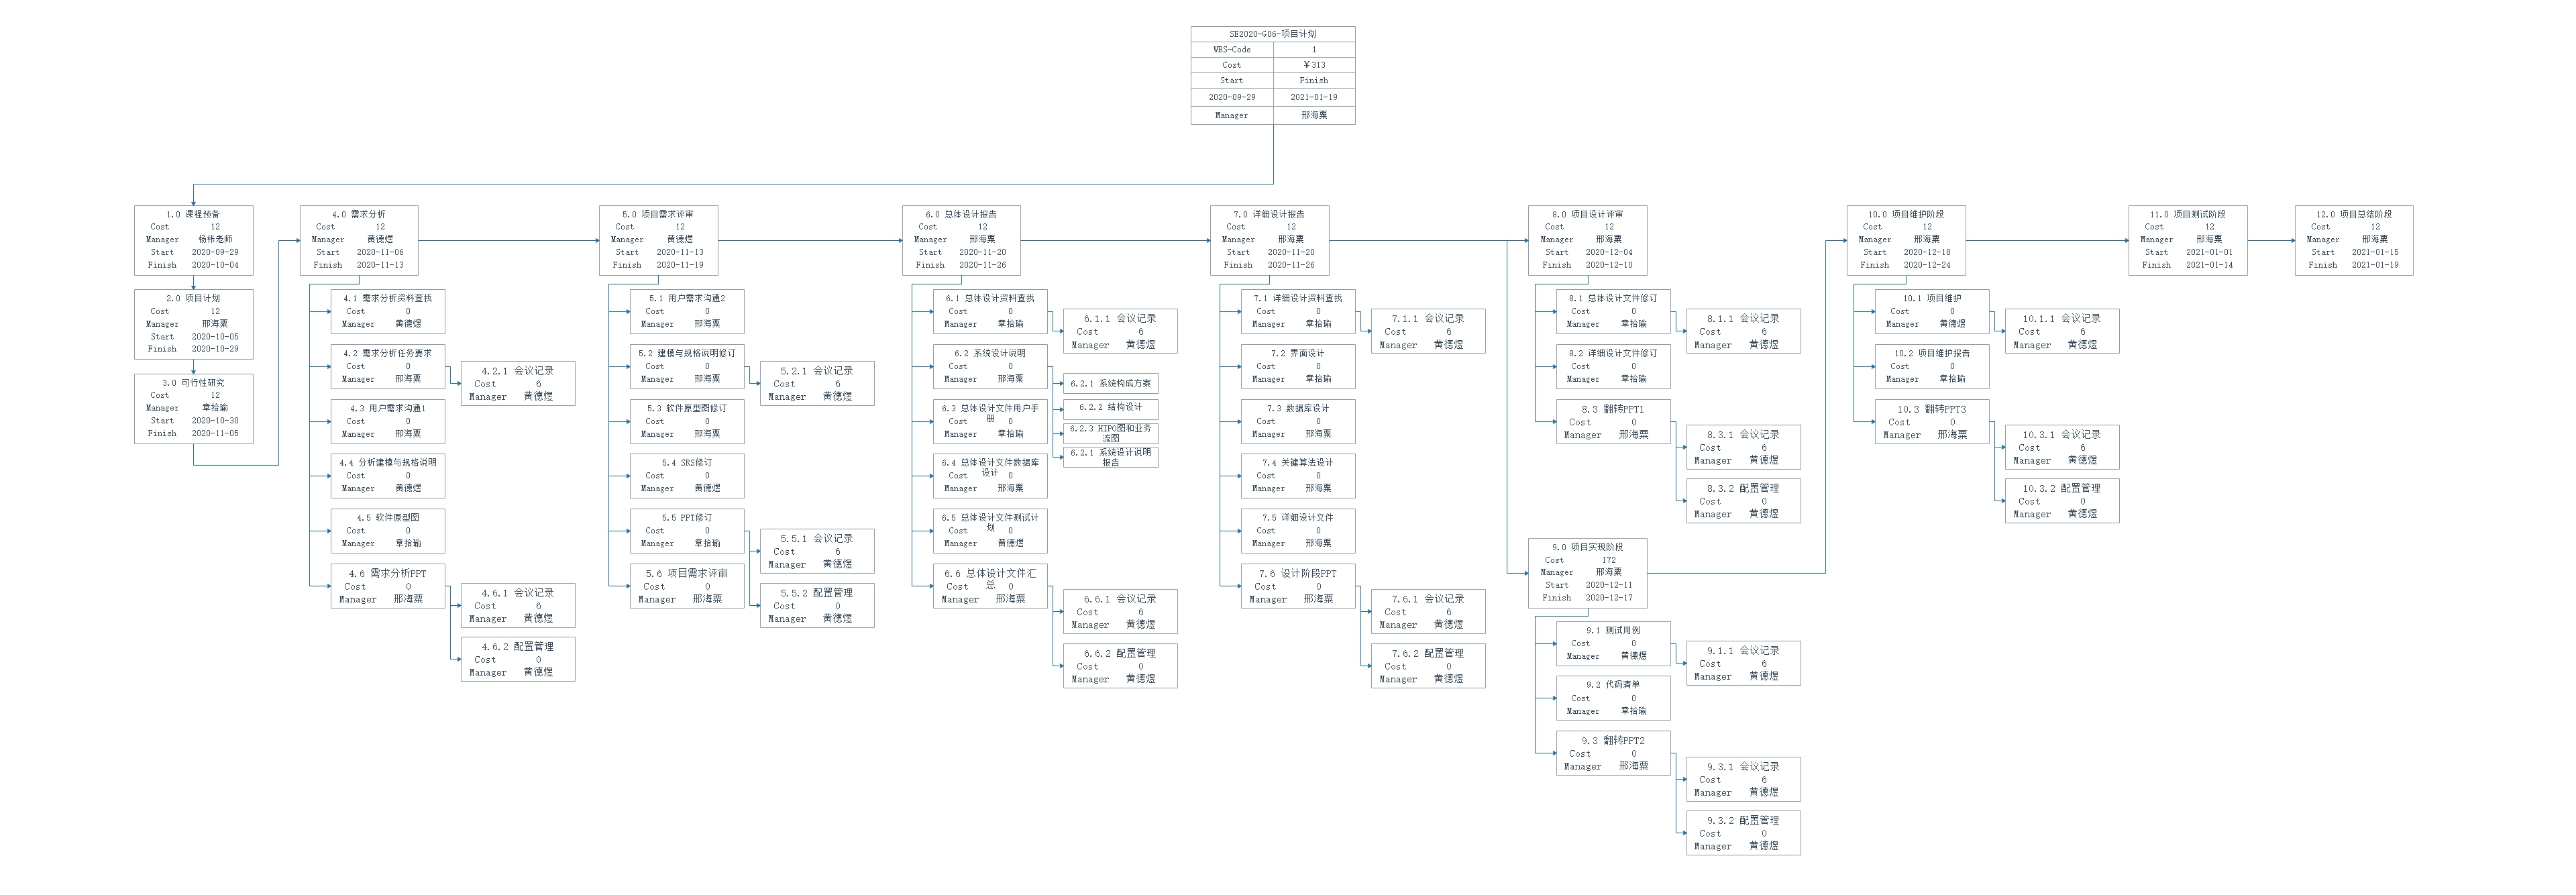 SE2020-G06-项目计划
WBS-Code 1
Cost ￥313
Start Finish
2020-09-29 2021-01-19
Manager 邢海粟
1.0 课程预备
Cost 12
Manager 杨枨老师
Start 2020-09-29
Finish 2020-10-04
2.0 项目计划
Cost 12
Manager 邢海粟
Start 2020-10-05
Finish 2020-10-29
3.0 可行性研究
Cost 12
Manager 章拾瑜
Start 2020-10-30
Finish 2020-11-05
4.0 需求分析
Cost 12
Manager 黄德煜
Start 2020-11-06
Finish 2020-11-13
4.1 需求分析资料查找
Cost 0
Manager 黄德煜
4.2 需求分析任务要求
Cost 0
Manager 邢海粟
4.2.1 会议记录
Cost 6
Manager 黄德煜
4.3 用户需求沟通1
Cost 0
Manager 邢海粟
4.4 分析建模与规格说明
Cost 0
Manager 黄德煜
4.5 软件原型图
Cost 0
Manager 章拾瑜
4.6 需求分析PPT
Cost 0
Manager 邢海粟
4.6.1 会议记录
Cost 6
Manager 黄德煜
4.6.2 配置管理
Cost 0
Manager 黄德煜
5.0 项目需求评审
Cost 12
Manager 黄德煜
Start 2020-11-13
Finish 2020-11-19
5.1 用户需求沟通2
Cost 0
Manager 邢海粟
5.2 建模与规格说明修订
Cost 0
Manager 邢海粟
5.2.1 会议记录
Cost 6
Manager 黄德煜
5.3 软件原型图修订
Cost 0
Manager 邢海粟
5.4 SRS修订
Cost 0
Manager 黄德煜
5.5 PPT修订
Cost 0
Manager 章拾瑜
5.5.1 会议记录
Cost 6
Manager 黄德煜
5.5.2 配置管理
Cost 0
Manager 黄德煜
5.6 项目需求评审
Cost 0
Manager 邢海粟
6.0 总体设计报告
Cost 12
Manager 邢海粟
Start 2020-11-20
Finish 2020-11-26
6.1 总体设计资料查找
Cost 0
Manager 章拾瑜
6.1.1 会议记录
Cost 6
Manager 黄德煜
6.2 系统设计说明
Cost 0
Manager 邢海粟
6.2.1 系统构成方案
6.2.2 结构设计
6.2.3 HIPO图和业务
流图
6.2.1 系统设计说明
报告
6.3 总体设计文件用户手
册
Cost 0
Manager 章拾瑜
6.4 总体设计文件数据库
设计
Cost 0
Manager 邢海粟
6.5 总体设计文件测试计
划
Cost 0
Manager 黄德煜
6.6 总体设计文件汇
总
Cost 0
Manager 邢海粟
6.6.1 会议记录
Cost 6
Manager 黄德煜
6.6.2 配置管理
Cost 0
Manager 黄德煜
7.0 详细设计报告
Cost 12
Manager 邢海粟
Start 2020-11-20
Finish 2020-11-26
7.1 详细设计资料查找
Cost 0
Manager 章拾瑜
7.1.1 会议记录
Cost 6
Manager 黄德煜
7.2 界面设计
Cost 0
Manager 章拾瑜
7.3 数据库设计
Cost 0
Manager 邢海粟
7.4 关键算法设计
Cost 0
Manager 邢海粟
7.5 详细设计文件
Cost 0
Manager 邢海粟
7.6 设计阶段PPT
Cost 0
Manager 邢海粟
7.6.1 会议记录
Cost 6
Manager 黄德煜
7.6.2 配置管理
Cost 0
Manager 黄德煜
8.0 项目设计评审
Cost 12
Manager 邢海粟
Start 2020-12-04
Finish 2020-12-10
8.1 总体设计文件修订
Cost 0
Manager 章拾瑜
8.1.1 会议记录
Cost 6
Manager 黄德煜
8.2 详细设计文件修订
Cost 0
Manager 章拾瑜
8.3 翻转PPT1
Cost 0
Manager 邢海粟
8.3.1 会议记录
Cost 6
Manager 黄德煜
8.3.2 配置管理
Cost 0
Manager 黄德煜
9.0 项目实现阶段
Cost 172
Manager 邢海粟
Start 2020-12-11
Finish 2020-12-17
9.1 测试用例
Cost 0
Manager 黄德煜
9.1.1 会议记录
Cost 6
Manager 黄德煜
9.2 代码清单
Cost 0
Manager 章拾瑜
9.3 翻转PPT2
Cost 0
Manager 邢海粟
9.3.1 会议记录
Cost 6
Manager 黄德煜
9.3.2 配置管理
Cost 0
Manager 黄德煜
10.0 项目维护阶段
Cost 12
Manager 邢海粟
Start 2020-12-18
Finish 2020-12-24
10.1 项目维护
Cost 0
Manager 黄德煜
10.1.1 会议记录
Cost 6
Manager 黄德煜
10.2 项目维护报告
Cost 0
Manager 章拾瑜
10.3 翻转PPT3
Cost 0
Manager 邢海粟
10.3.1 会议记录
Cost 6
Manager 黄德煜
10.3.2 配置管理
Cost 0
Manager 黄德煜
11.0 项目测试阶段
Cost 12
Manager 邢海粟
Start 2021-01-01
Finish 2021-01-14
12.0 项目总结阶段
Cost 12
Manager 邢海粟
Start 2021-01-15
Finish 2021-01-19